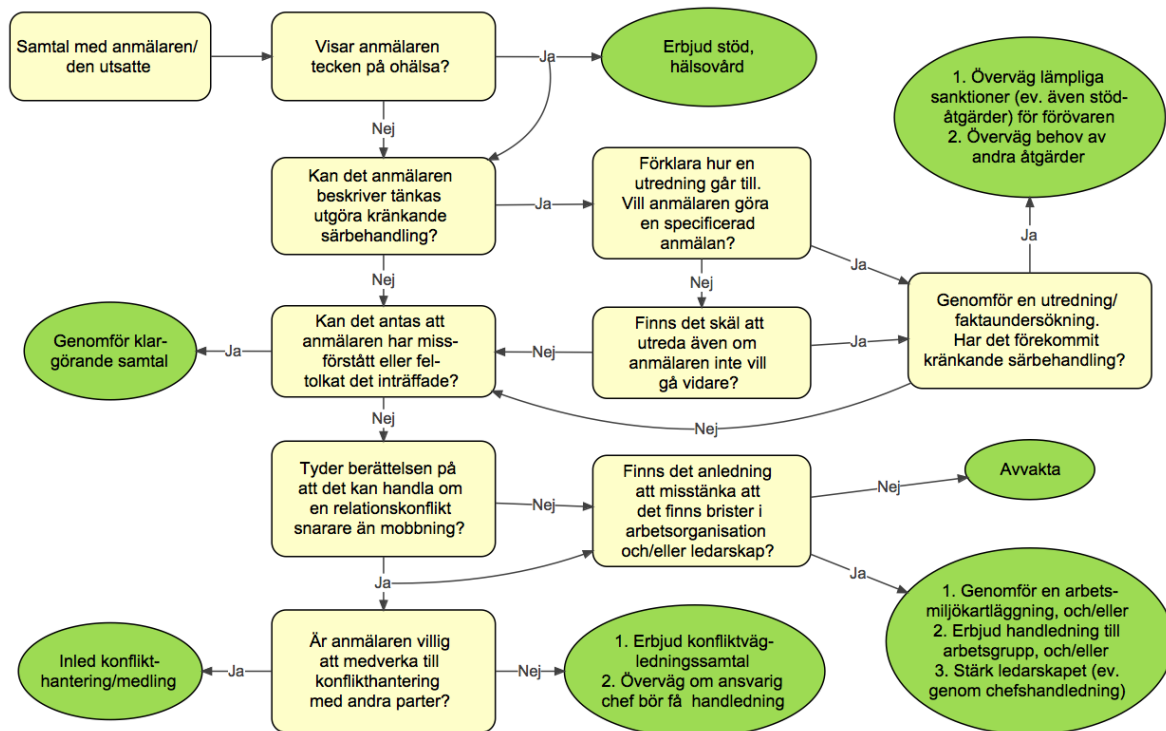 Samtal med anmälaren/
den utsatte
Visar anmälaren
tecken på ohälsa?
Ja
Erbjud stöd,
hälsovård
1. Överväg lämpliga
sanktioner (ev. även stöd-
åtgärder) för förövaren
2. Överväg behov av
andra åtgärder
Nej
Kan det anmälaren
beskriver tänkas
utgöra kränkande
särbehandling?
Ja
Förklara hur en
utredning går till.
Vill anmälaren göra
en specificerad
anmälan?
Ja
Ja
Nej
Nej
Genomför klar-
görande samtal
Ja
Kan det antas att
anmälaren har miss-
förstått eller fel-
tolkat det inträffade?
Nej
Finns det skäl att
utreda även om
anmälaren inte vill
gå vidare?
Ja
Genomför en utredning/
faktaundersökning.
Har det förekommit
kränkande särbehandling?
Nej
Nej
Tyder berättelsen på
att det kan handla om
en relationskonflikt
snarare än mobbning?
Nej
Finns det anledning
att misstänka att
det finns brister i
arbetsorganisation
och/eller ledarskap?
Nej
Avvakta
Ja
Ja
1. Genomför en arbets-
miljökartläggning, och/eller
2. Erbjud handledning till
arbetsgrupp, och/eller
3. Stärk ledarskapet (ev.
genom chefshandledning)
Inled konflikt-
hantering/medling
Ja
Är anmälaren villig
att medverka till
konflikthantering
med andra parter?
Nej
1. Erbjud konfliktväg-
ledningssamtal
2. Överväg om ansvarig
chef bör få handledning